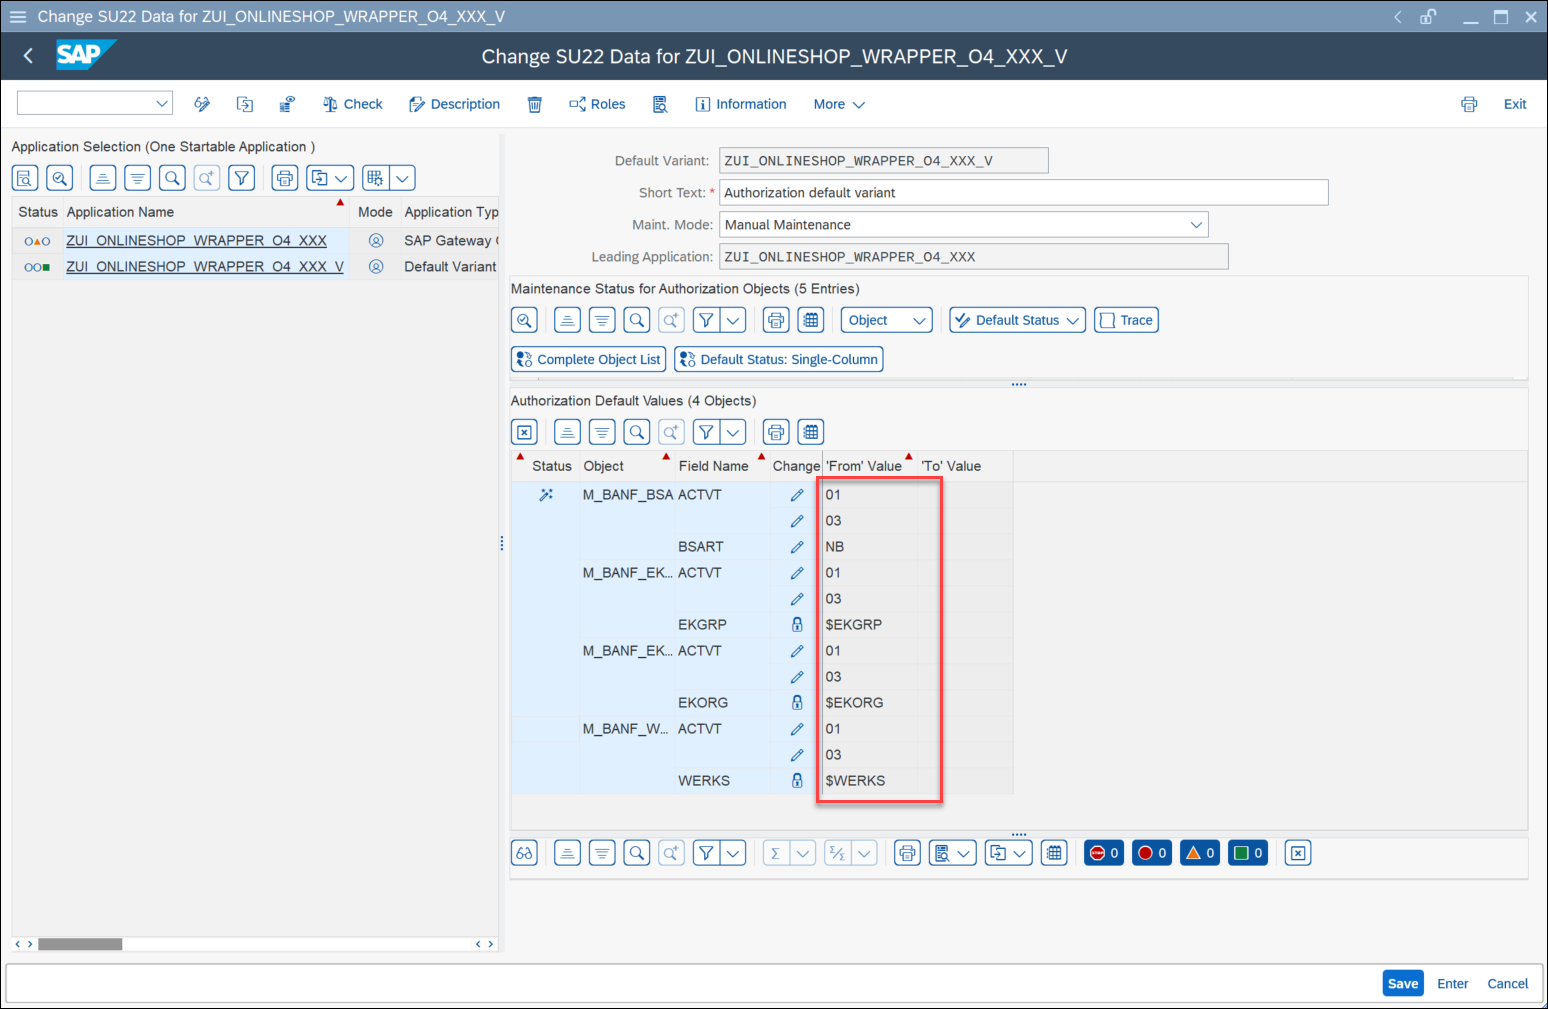 Change SU22 Data for ZUI_ONLINESHOP_WRAPPER_O4_XXX_V
SAP
Change SU22 Data for ZUI_ONLINESHOP_WRAPPER_O4_XXX_V
Check Description Roles Information More Exit
Application Selection (One Startable Application )
Status Application Name Mode Application Typ
ZUI_ONLINESHOP_WRAPPER_O4_XXX SAP Gateway
ZUI_ONLINESHOP_WRAPPER_O4_XXX_V Default Variant
Default Variant: ZUI_ONLINESHOP_WRAPPER_O4_XXX_V
Short Text: * Authorization default variant
Maint. Mode: Manual Maintenance
Leading Application: ZUI_ONLINESHOP_WRAPPER_O4_XXX
Maintenance Status for Authorization Objects (5 Entries)
Object Default Status Trace
Complete Object List Default Status: Single-Column
Authorization Default Values (4 Objects)
Status Object Field Name Change 'From' Value 'To' Value
M_BANF_BSA ACTVT 01
03
BSART NB
M_BANF_EK... ACTVT 01
03
EKGRP $EKGRP
M_BANF_EK... ACTVT 01
03
EKORG $EKORG
M_BANF_W... ACTVT 01
03
WERKS $WERKS
STOP 0 0 0 0
Save Enter Cancel